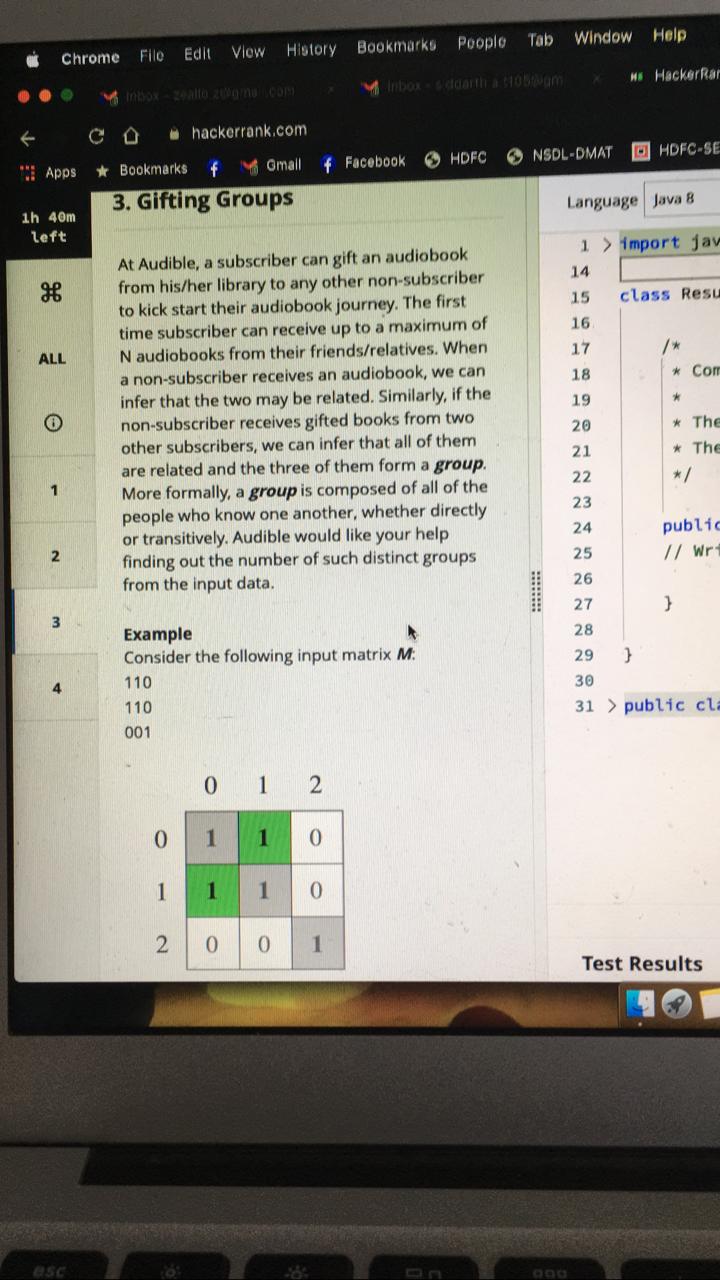 Chrome File Edit View History Bookmarks People Tab Window Help
HackerRan
hackerrank.com
Apps Bookmarks Gmail Facebook HDFC NSDL-DMAT HDFC-SE
1h 40m
left
ALL
1
2
3
4
3. Gifting Groups
At Audible, a subscriber can gift an audiobook
from his/her library to any other non-subscriber
to kick start their audiobook journey. The first
time subscriber can receive up to a maximum of
N audiobooks from their friends/relatives. When
a non-subscriber receives an audiobook, we can
infer that the two may be related. Similarly, if the
non-subscriber receives gifted books from two
other subscribers, we can infer that all of them
are related and the three of them form a group.
More formally, a group is composed of all of the
people who know one another, whether directly
or transitively. Audible would like your help
finding out the number of such distinct groups
from the input data.
Example
Consider the following input matrix M:
110
110
001
0 1 2
0 1 1 0
1 1 1 0
2 0 0 1
Language Java 8
1 > import jav
14
15 class Resu
16
17 /*
18 * Com
19 *
20 * The
21 * The
22 */
23
24 public
25 // Wri
26
27 }
28
29 }
30
31 > public cla
Test Results
esc